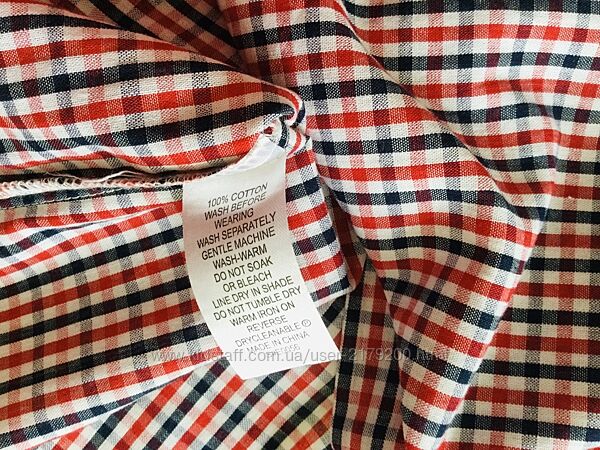 100% COTTON
WASH BEFORE
WEARING
WASH SEPARATELY
GENTLE MACHINE
WASH-WARM
DO NOT SOAK
OR BLEACH
LINE DRY IN SHADE
DO NOT TUMBLE DRY
WARM IRON ON
REVERSE
DRYCLEANABLE Ⓟ
MADE IN CHINA